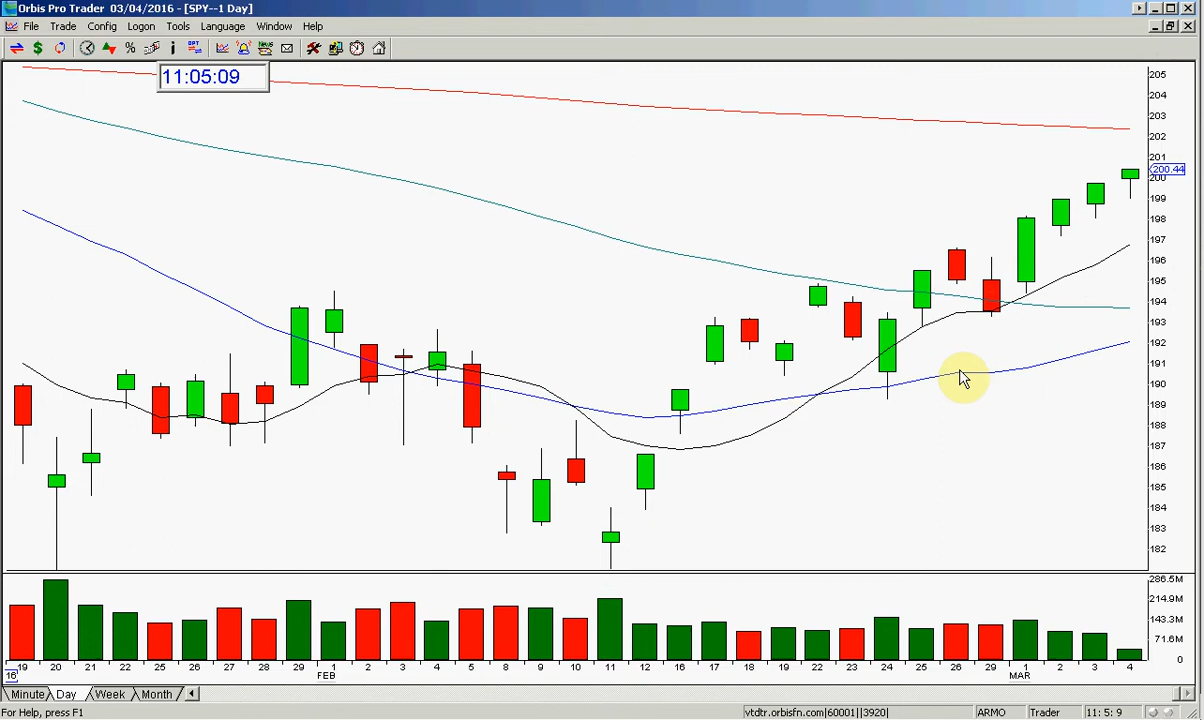 Orbis Pro Trader 03/04/2016 - [SPY--1 Day]
File Trade Config Logon Tools Language Window Help
11:05:09
205
204
203
202
201
200.44
200
199
198
197
196
195
194
193
192
191
190
189
188
187
186
185
184
183
182
286.5M
214.9M
143.3M
71.6M
0
19 20 21 22 25 26 27 28 29 1 2 3 4 5 8 9 10 11 12 16 17 18 19 22 23 24 25 26 29 1 2 3 4
16 FEB MAR
Minute Day Week Month
For Help, press F1 vtdtr.orbisfn.com|60001||3920| ARMO Trader 11: 5: 9